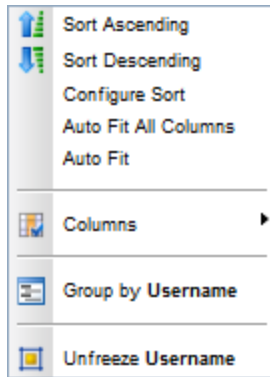 Sort Ascending
Sort Descending
Configure Sort
Auto Fit All Columns
Auto Fit
Columns
Group by Username
Unfreeze Username